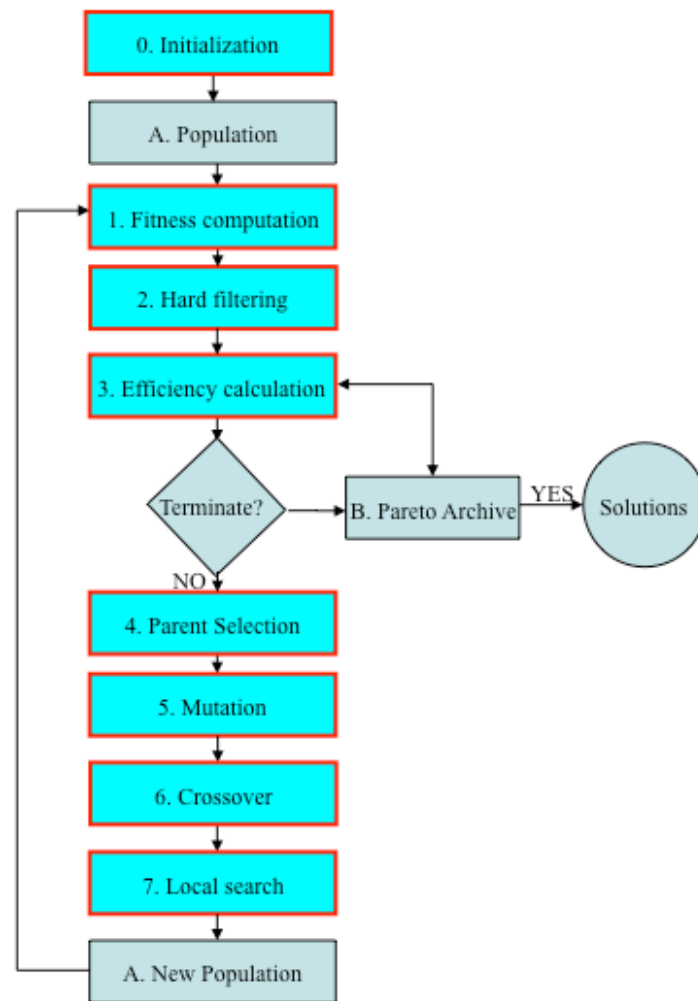 0. Initialization
A. Population
1. Fitness computation
2. Hard filtering
3. Efficiency calculation
Terminate?
B. Pareto Archive
YES
Solutions
NO
4. Parent Selection
5. Mutation
6. Crossover
7. Local search
A. New Population